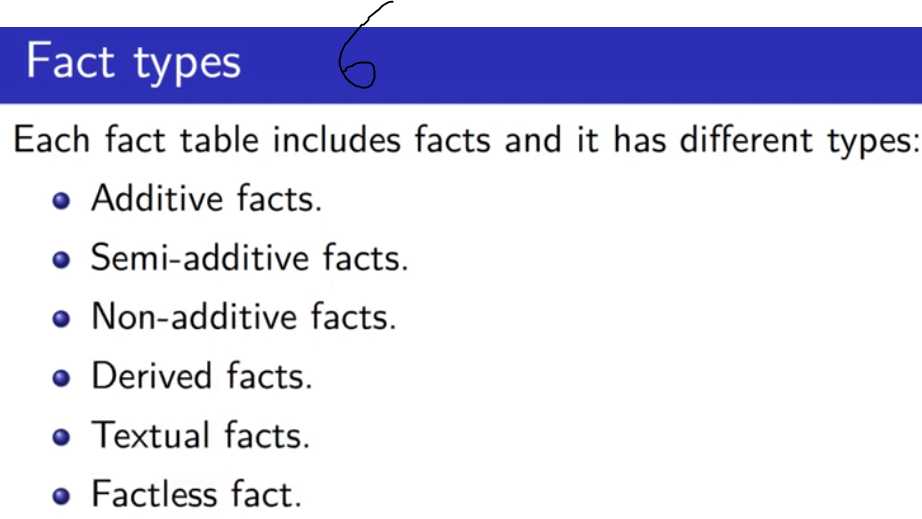 6
Fact types
Each fact table includes facts and it has different types:
Additive facts.
Semi-additive facts.
Non-additive facts.
Derived facts.
Textual facts.
Factless fact.